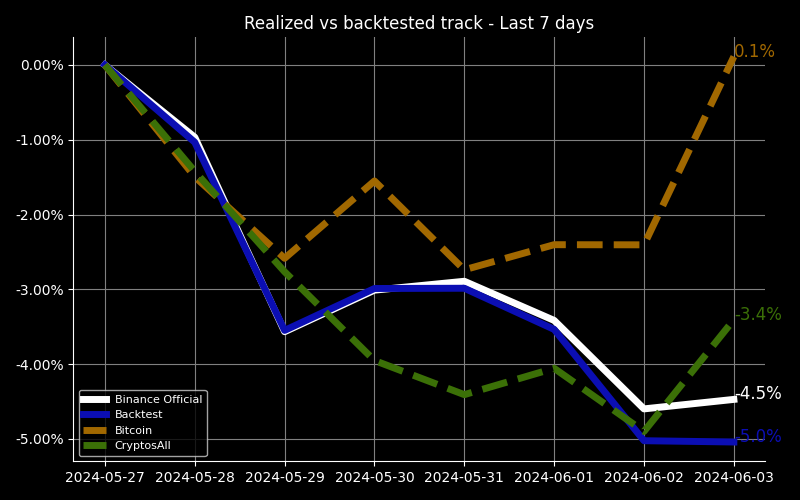 Realized vs backtested track - Last 7 days
0.00%
-1.00%
-2.00%
-3.00%
-4.00%
-5.00%
0.1%
-3.4%
-4.5%
-5.0%
Binance Official
Backtest
Bitcoin
CryptosAll
2024-05-27 2024-05-28 2024-05-29 2024-05-30 2024-05-31 2024-06-01 2024-06-02 2024-06-03